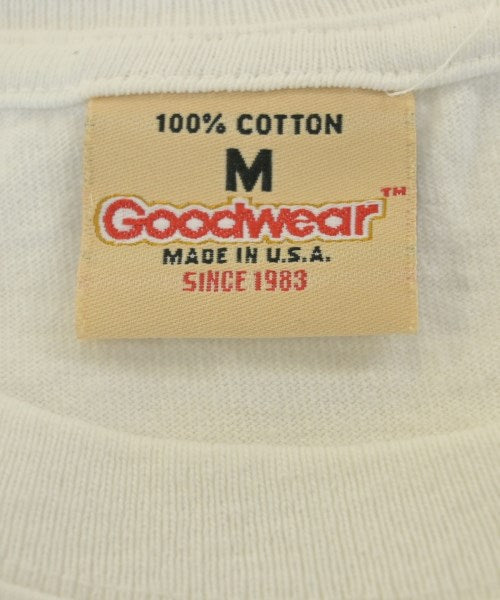 100% COTTON
M
Goodwear™
MADE IN U.S.A.
SINCE 1983